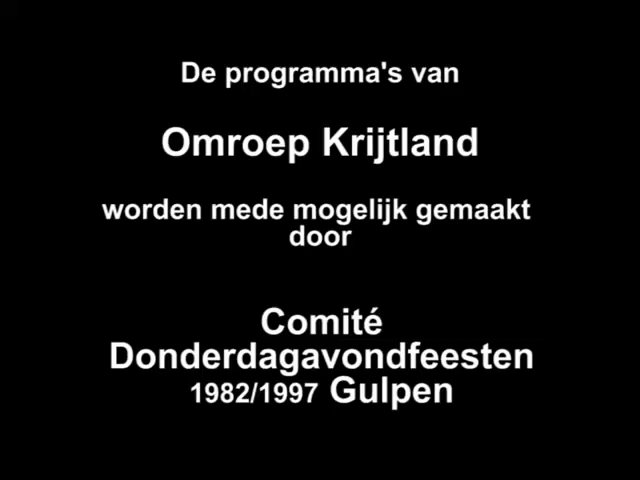 De programma's van
Omroep Krijtland
worden mede mogelijk gemaakt
door
Comité
Donderdagavondfeesten
1982/1997 Gulpen